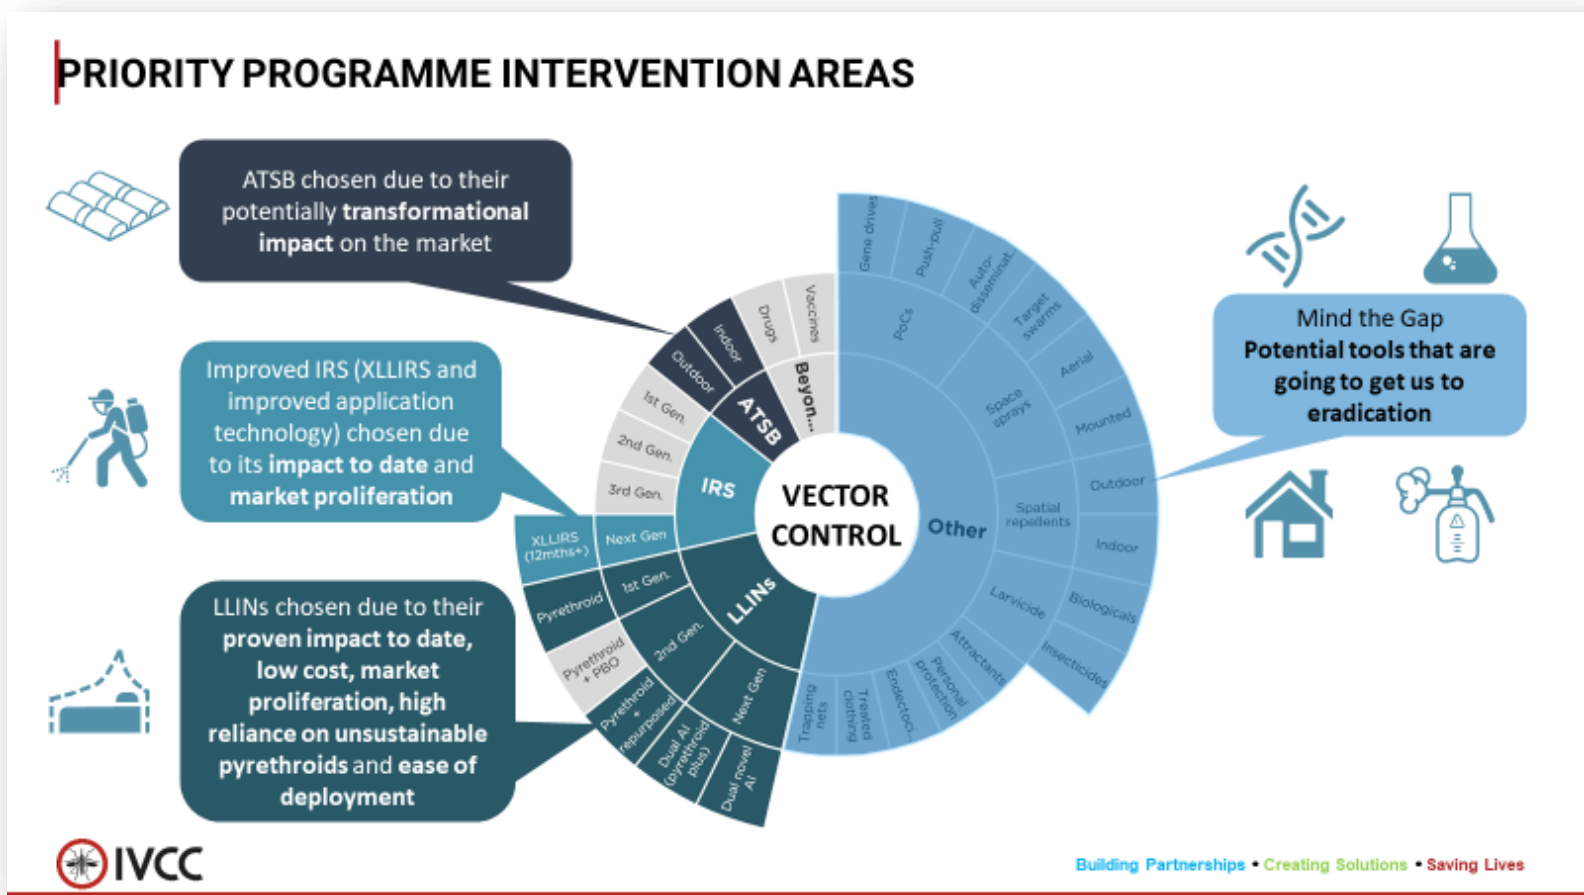 PRIORITY PROGRAMME INTERVENTION AREAS
ATSB chosen due to their
potentially transformational
impact on the market
Improved IRS (XLLIRS and
improved application
technology) chosen due
to its impact to date and
market proliferation
LLINs chosen due to their
proven impact to date,
low cost, market
proliferation, high
reliance on unsustainable
pyrethroids and ease of
deployment
VECTOR
CONTROL
Beyon...
Vaccines
Drugs
ATSB
Indoor
Outdoor
IRS
1st Gen.
2nd Gen.
3rd Gen.
Next Gen
XLLIRS
(12mths+)
LLINs
1st Gen.
Pyrethroid
2nd Gen.
Pyrethroid
+ PBO
Pyrethroid
+
repurposed
Next Gen
Dual AI
(pyrethroid
plus)
Dual novel
AI
Other
PoCs
Gene drives
Push-pull
Auto-
disseminat...
Space
sprays
Target
swarms
Aerial
Mounted
Spatial
repellents
Outdoor
Indoor
Larvicide
Biologicals
Insecticides
Attractants
Personal
protection
Endectoci...
Treated
clothing
Trapping
nets
Mind the Gap
Potential tools that are
going to get us to
eradication
IVCC
Building Partnerships • Creating Solutions • Saving Lives